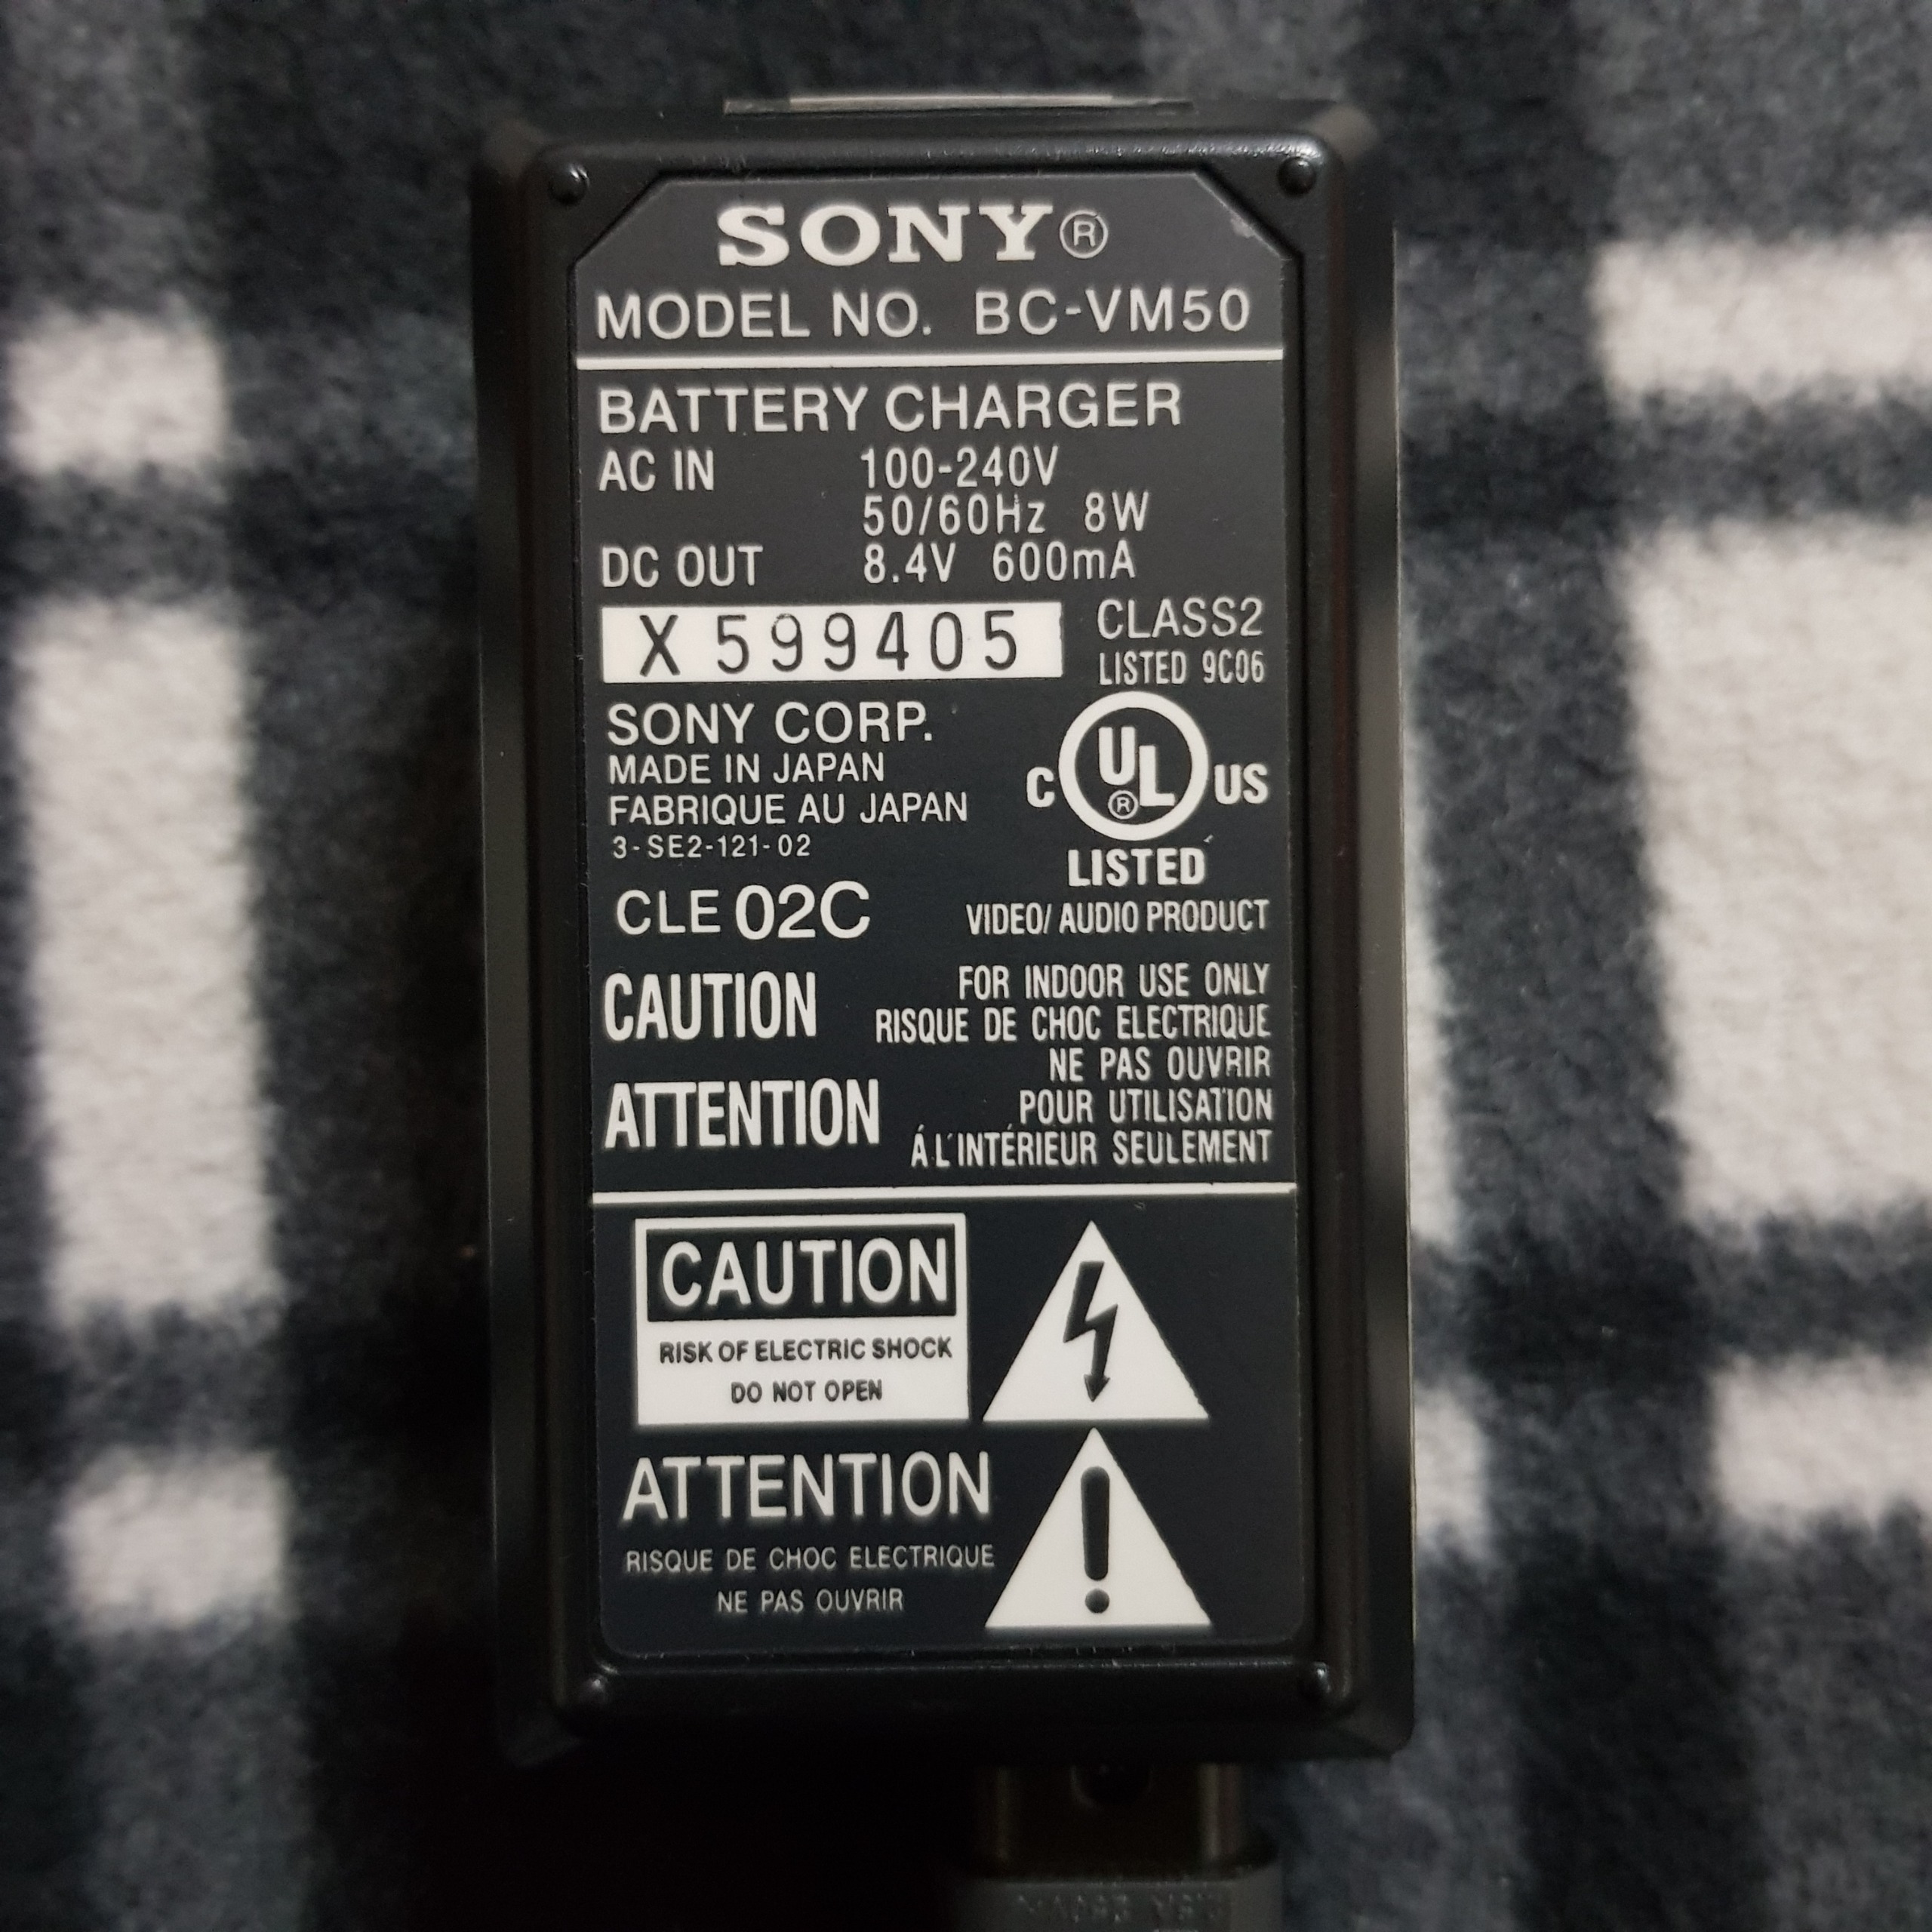 SONY®
MODEL NO. BC-VM50
BATTERY CHARGER
AC IN 100-240V
50/60Hz 8W
DC OUT 8.4V 600mA
X 599405
CLASS2
LISTED 9C06
SONY CORP.
MADE IN JAPAN
FABRIQUE AU JAPAN
3-SE2-121-02
C UL® US
LISTED
CLE 02C
VIDEO/ AUDIO PRODUCT
CAUTION
FOR INDOOR USE ONLY
RISQUE DE CHOC ELECTRIQUE
NE PAS OUVRIR
ATTENTION
POUR UTILISATION
Á L'INTÉRIEUR SEULEMENT
CAUTION
RISK OF ELECTRIC SHOCK
DO NOT OPEN
ATTENTION
RISQUE DE CHOC ELECTRIQUE
NE PAS OUVRIR